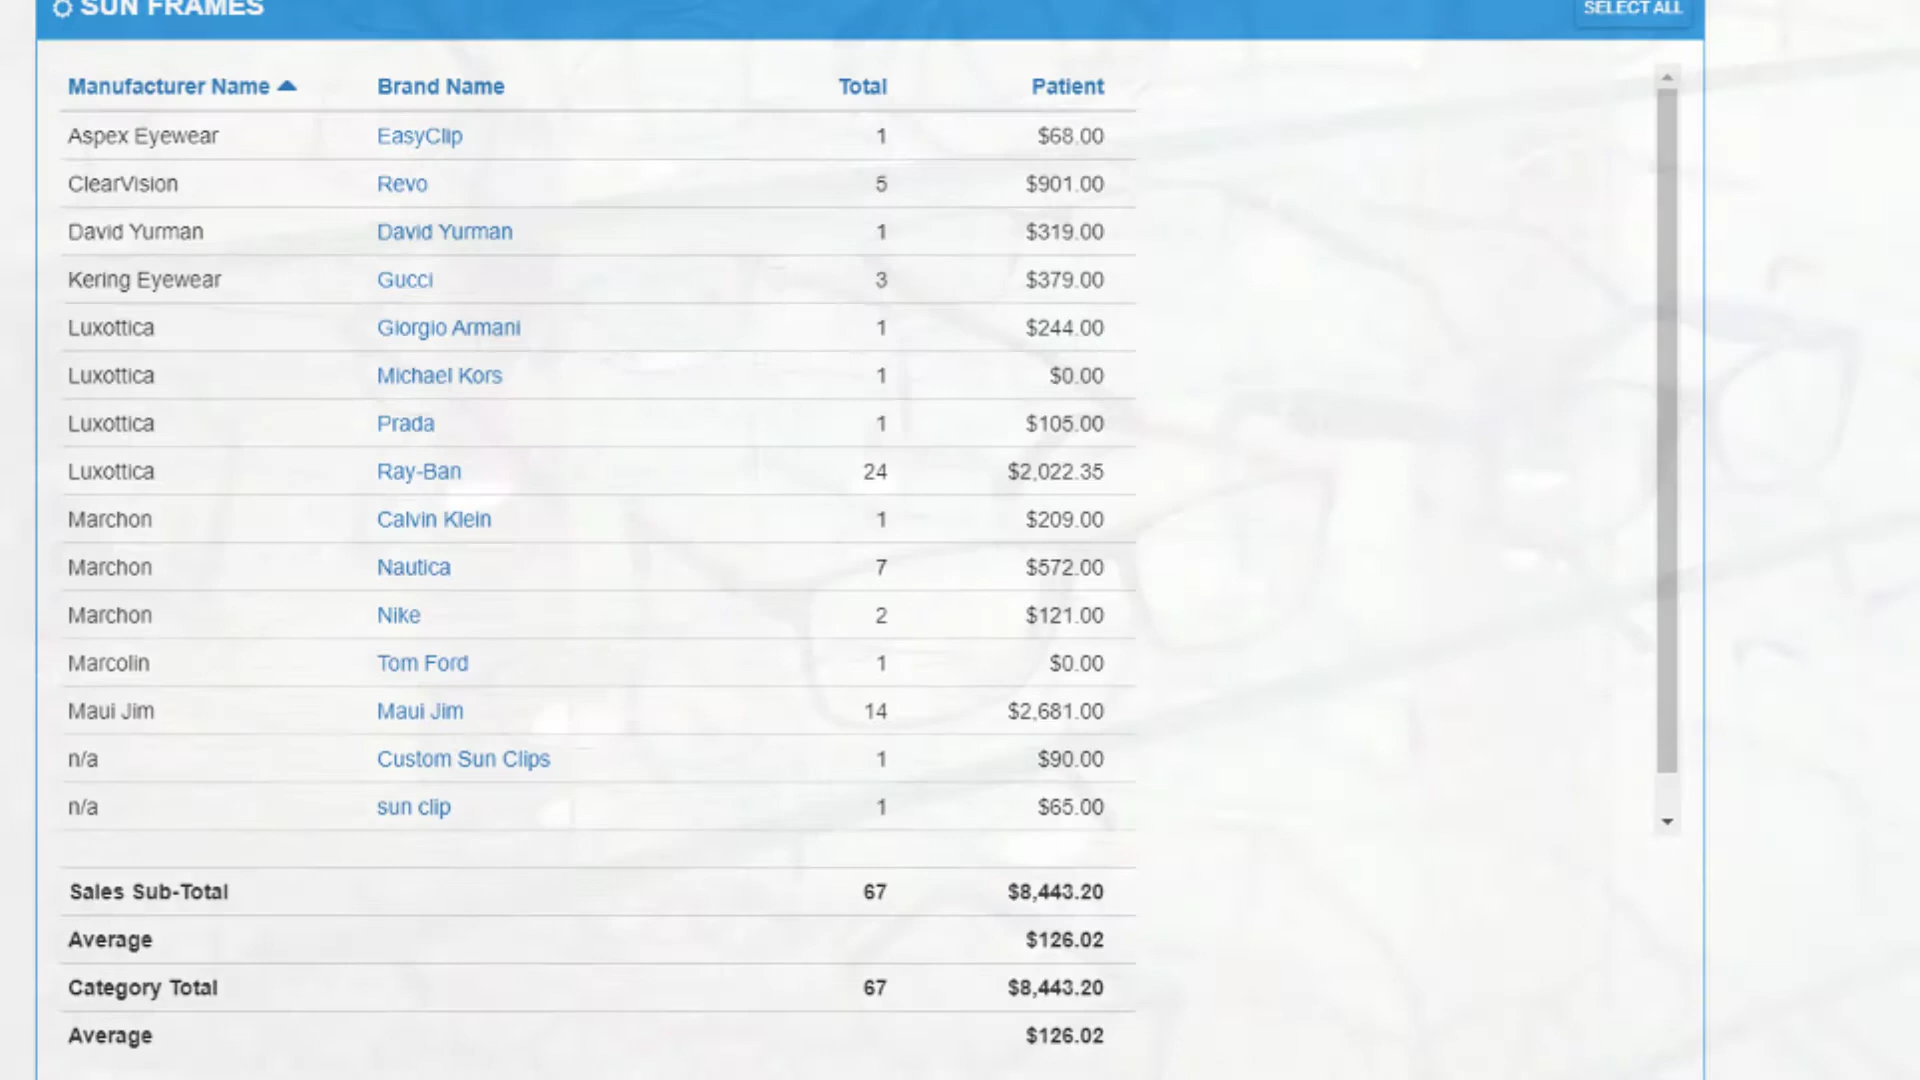 SUN FRAMES SELECT ALL
Manufacturer Name Brand Name Total Patient
Aspex Eyewear EasyClip 1 $68.00
ClearVision Revo 5 $901.00
David Yurman David Yurman 1 $319.00
Kering Eyewear Gucci 3 $379.00
Luxottica Giorgio Armani 1 $244.00
Luxottica Michael Kors 1 $0.00
Luxottica Prada 1 $105.00
Luxottica Ray-Ban 24 $2,022.35
Marchon Calvin Klein 1 $209.00
Marchon Nautica 7 $572.00
Marchon Nike 2 $121.00
Marcolin Tom Ford 1 $0.00
Maui Jim Maui Jim 14 $2,681.00
n/a Custom Sun Clips 1 $90.00
n/a sun clip 1 $65.00
Sales Sub-Total 67 $8,443.20
Average $126.02
Category Total 67 $8,443.20
Average $126.02